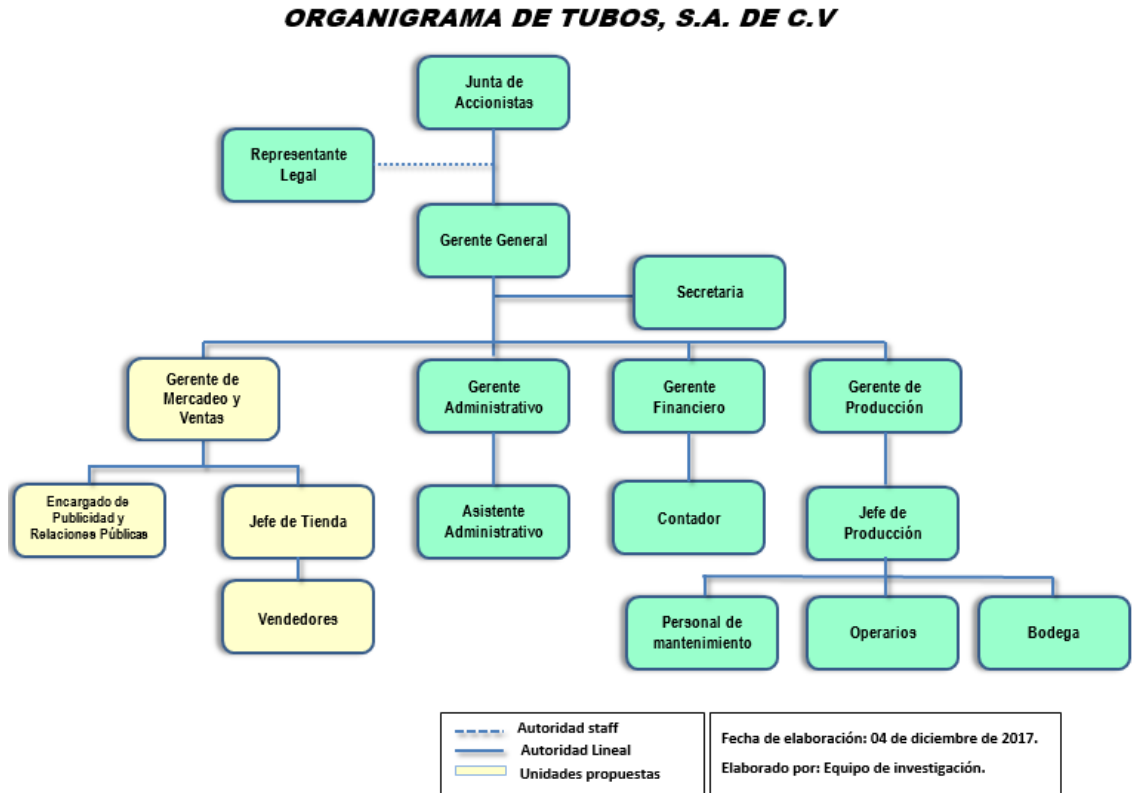 ORGANIGRAMA DE TUBOS, S.A. DE C.V
Junta de
Accionistas
Representante
Legal
Gerente General
Secretaria
Gerente de
Mercadeo y
Ventas
Gerente
Administrativo
Gerente
Financiero
Gerente de
Producción
Encargado de
Publicidad y
Relaciones Públicas
Jefe de Tienda
Asistente
Administrativo
Contador
Jefe de
Producción
Vendedores
Personal de
mantenimiento
Operarios
Bodega
Autoridad staff
Autoridad Lineal
Unidades propuestas
Fecha de elaboración: 04 de diciembre de 2017.
Elaborado por: Equipo de investigación.